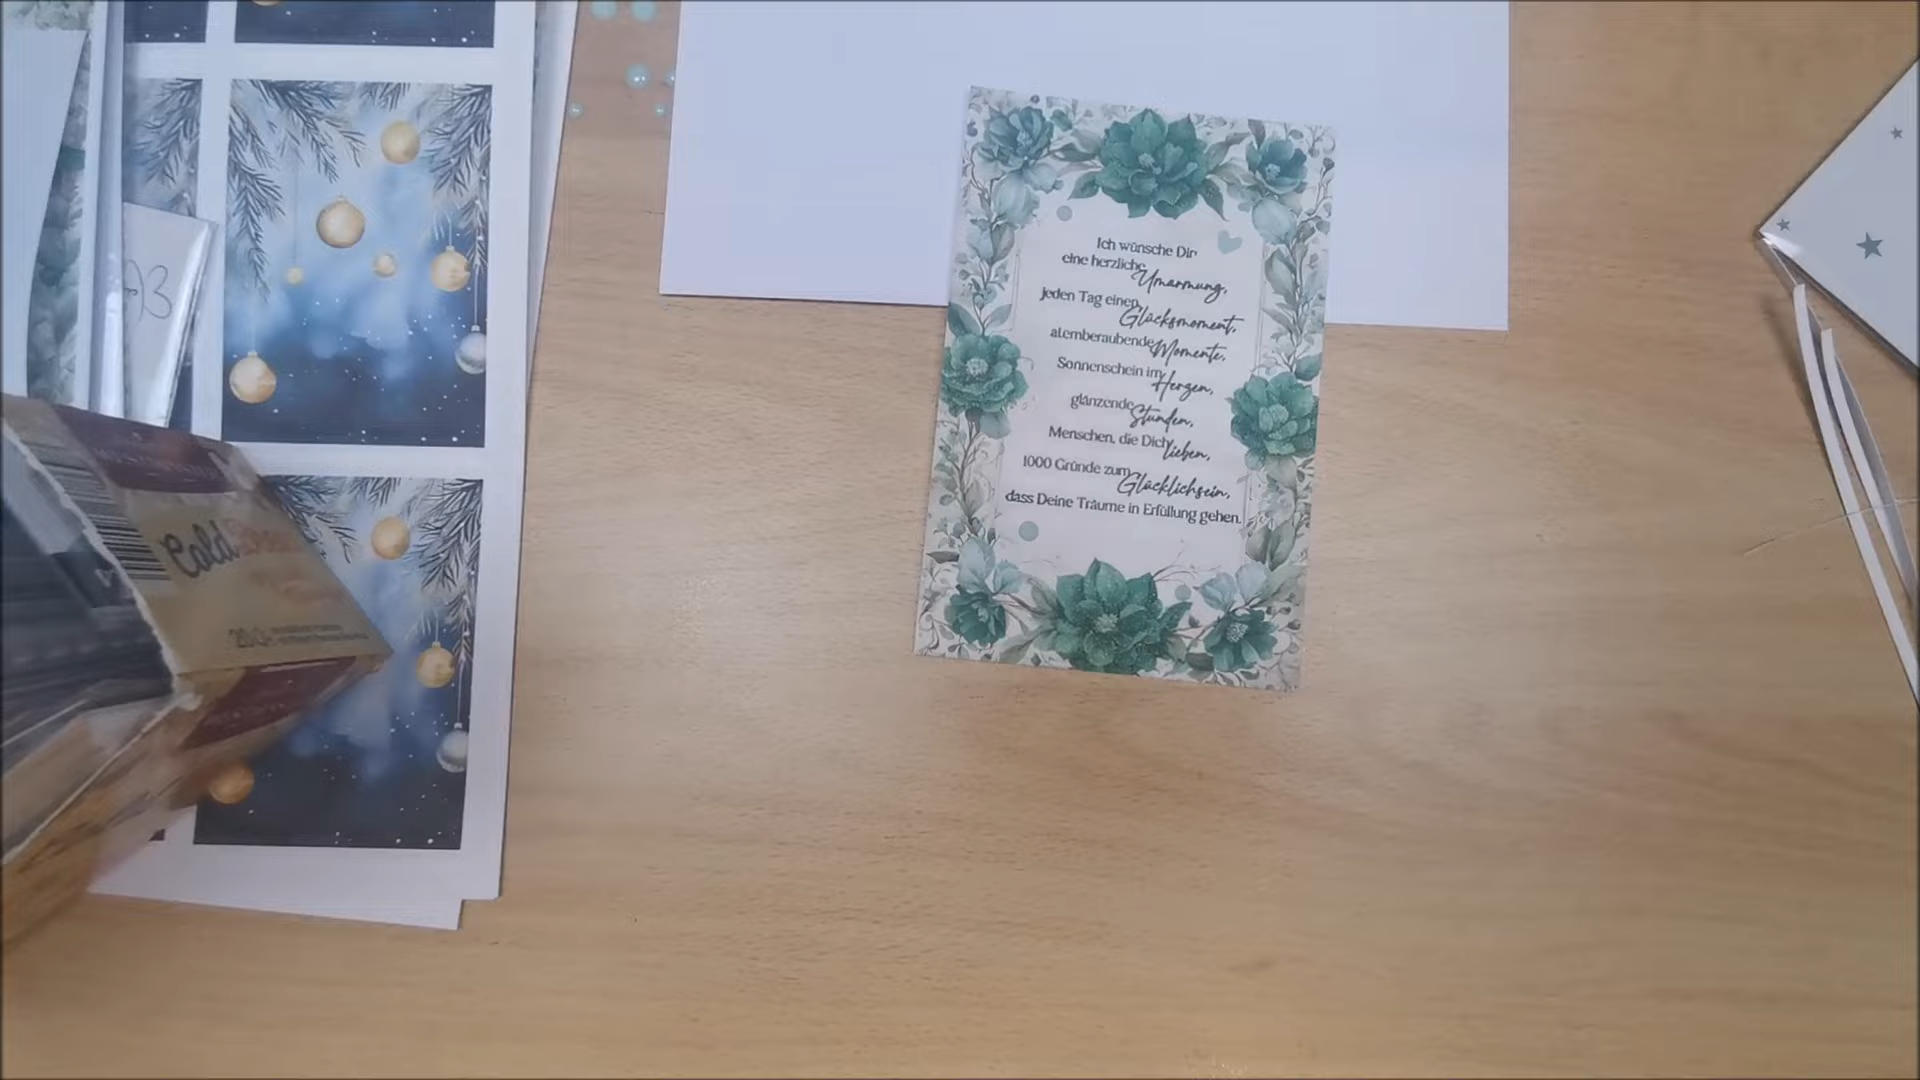 Ich wünsche Dir
eine herzliche Umarmung,
jeden Tag einen Glücksmoment,
atemberaubende Momente,
Sonnenschein im Herzen,
glänzende Stunden,
Menschen, die Dich lieben,
1000 Gründe zum Glücklichsein,
dass Deine Träume in Erfüllung gehen.
Cold